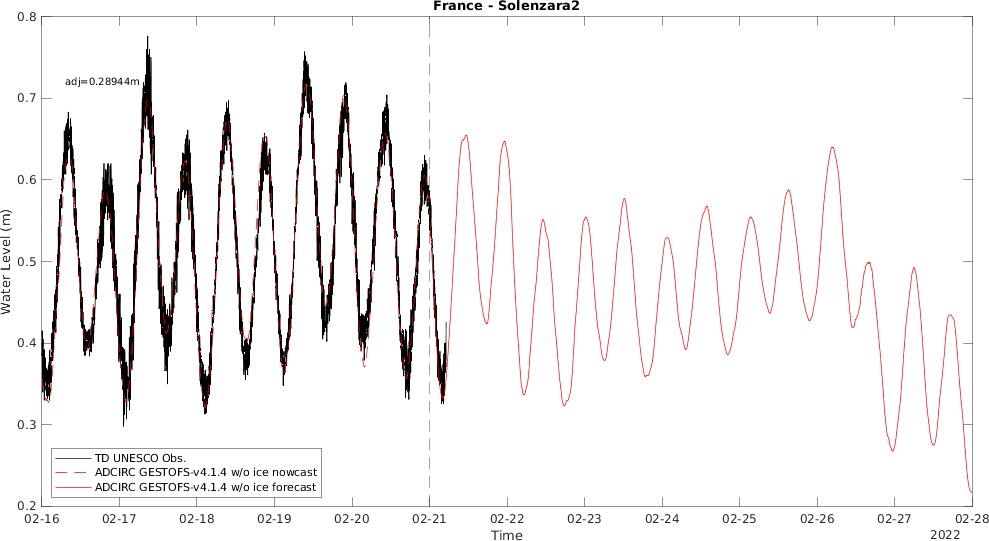 France - Solenzara2
adj=0.28944m
Water Level (m)
0.8
0.7
0.6
0.5
0.4
0.3
0.2
TD UNESCO Obs.
ADCIRC GESTOFS-v4.1.4 w/o ice nowcast
ADCIRC GESTOFS-v4.1.4 w/o ice forecast
02-16 02-17 02-18 02-19 02-20 02-21 02-22 02-23 02-24 02-25 02-26 02-27 02-28
Time
2022